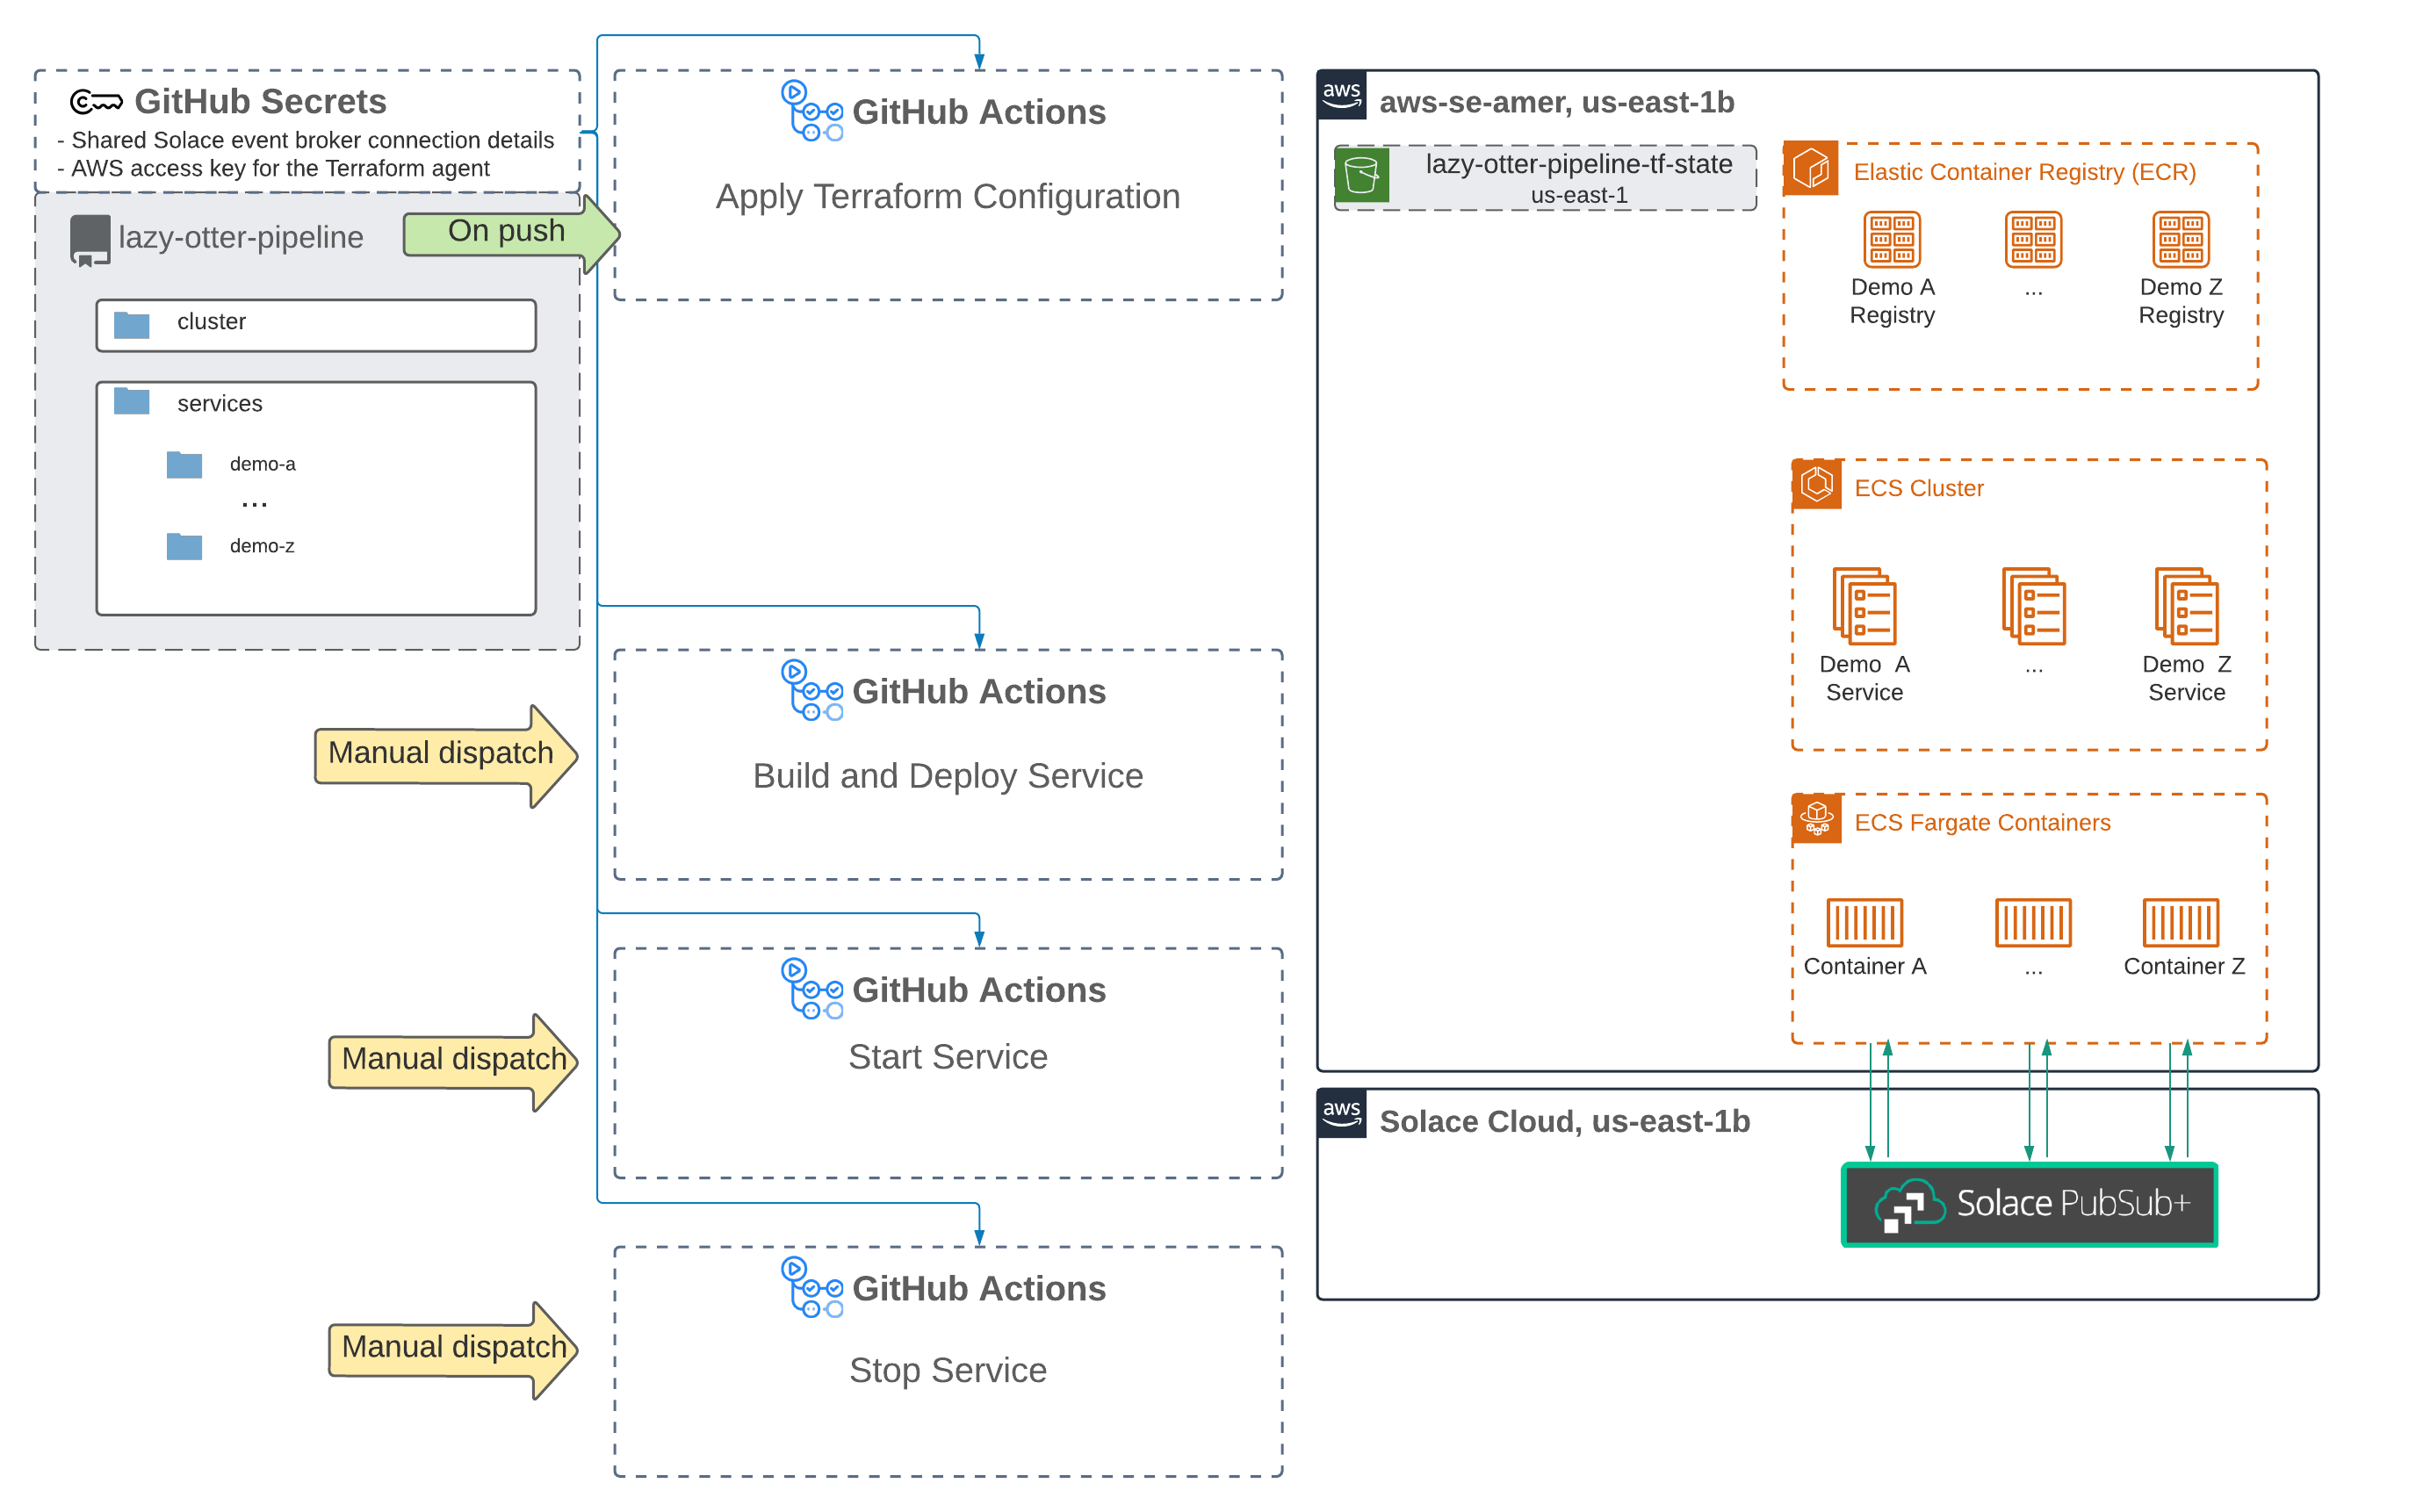 GitHub Secrets
- Shared Solace event broker connection details
- AWS access key for the Terraform agent
lazy-otter-pipeline
On push
cluster
services
demo-a
...
demo-z
Manual dispatch
Manual dispatch
Manual dispatch
GitHub Actions
Apply Terraform Configuration
GitHub Actions
Build and Deploy Service
GitHub Actions
Start Service
GitHub Actions
Stop Service
aws
aws-se-amer, us-east-1b
lazy-otter-pipeline-tf-state
us-east-1
Elastic Container Registry (ECR)
Demo A
Registry
...
Demo Z
Registry
ECS Cluster
Demo A
Service
...
Demo Z
Service
ECS Fargate Containers
Container A
...
Container Z
aws
Solace Cloud, us-east-1b
Solace PubSub+